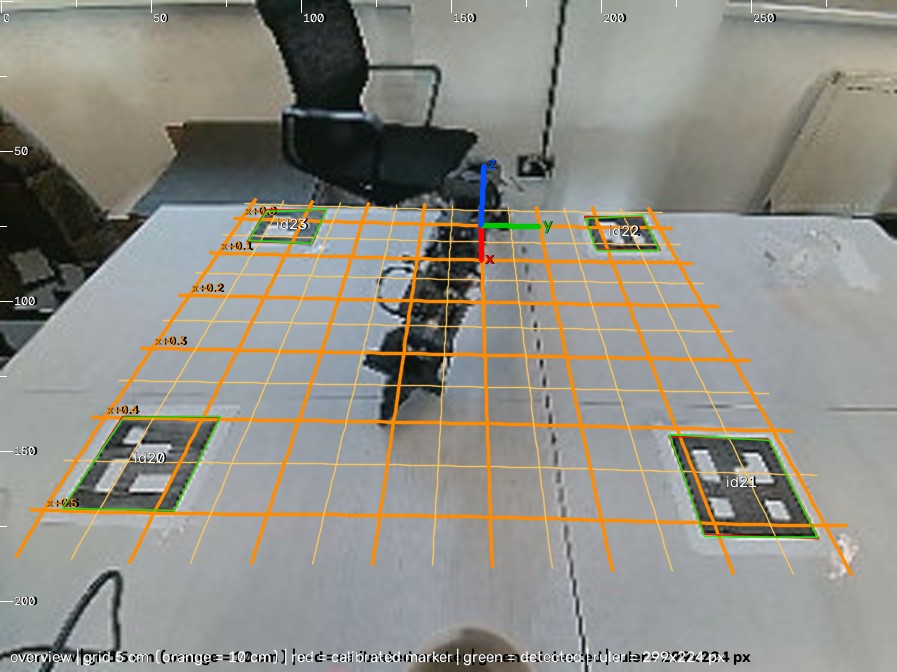 0 50 100 150 200 250
50
z
x+0.0 id23 id22
y
x+0.1
x
100
x+0.2
x+0.3
x+0.4
150
id20
id21
x+0.5
200
overview | grid 5 cm (orange = 10 cm) | red = calibrated marker | green = detected